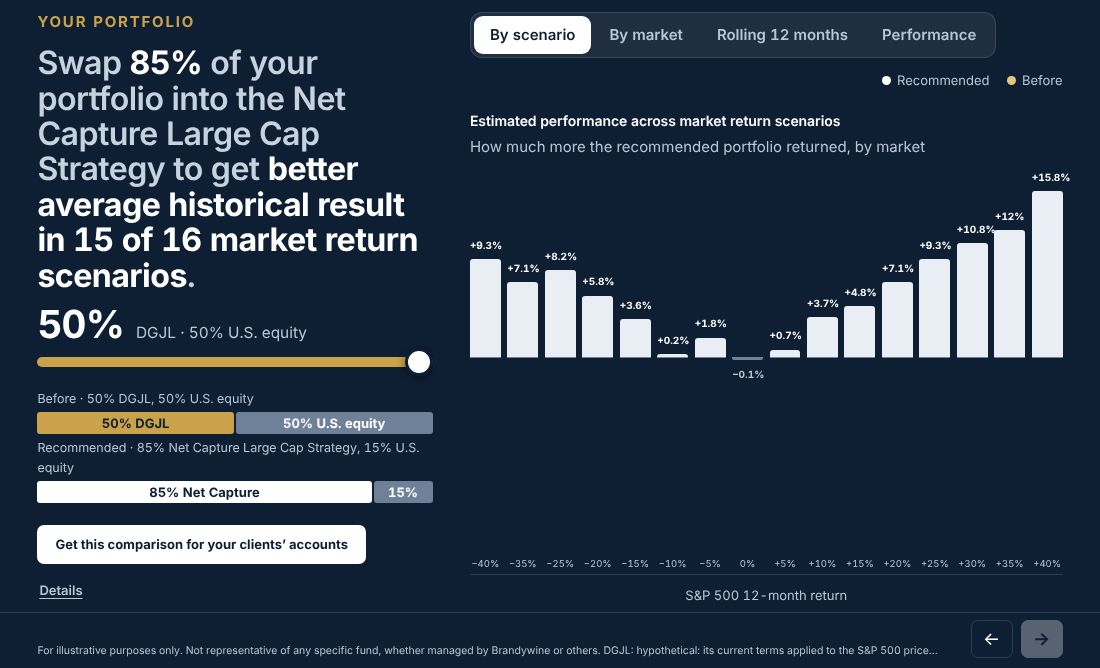 YOUR PORTFOLIO
Swap 85% of your
portfolio into the Net
Capture Large Cap
Strategy to get better
average historical result
in 15 of 16 market return
scenarios.
50% DGJL · 50% U.S. equity
Before · 50% DGJL, 50% U.S. equity
50% DGJL 50% U.S. equity
Recommended · 85% Net Capture Large Cap Strategy, 15% U.S.
equity
85% Net Capture 15%
Get this comparison for your clients’ accounts
Details
By scenario By market Rolling 12 months Performance
Recommended Before
Estimated performance across market return scenarios
How much more the recommended portfolio returned, by market
+9.3% +7.1% +8.2% +5.8% +3.6% +0.2% +1.8% −0.1% +0.7% +3.7% +4.8% +7.1% +9.3% +10.8% +12% +15.8%
−40% −35% −25% −20% −15% −10% −5% 0% +5% +10% +15% +20% +25% +30% +35% +40%
S&P 500 12-month return
For illustrative purposes only. Not representative of any specific fund, whether managed by Brandywine or others. DGJL: hypothetical: its current terms applied to the S&P 500 price…